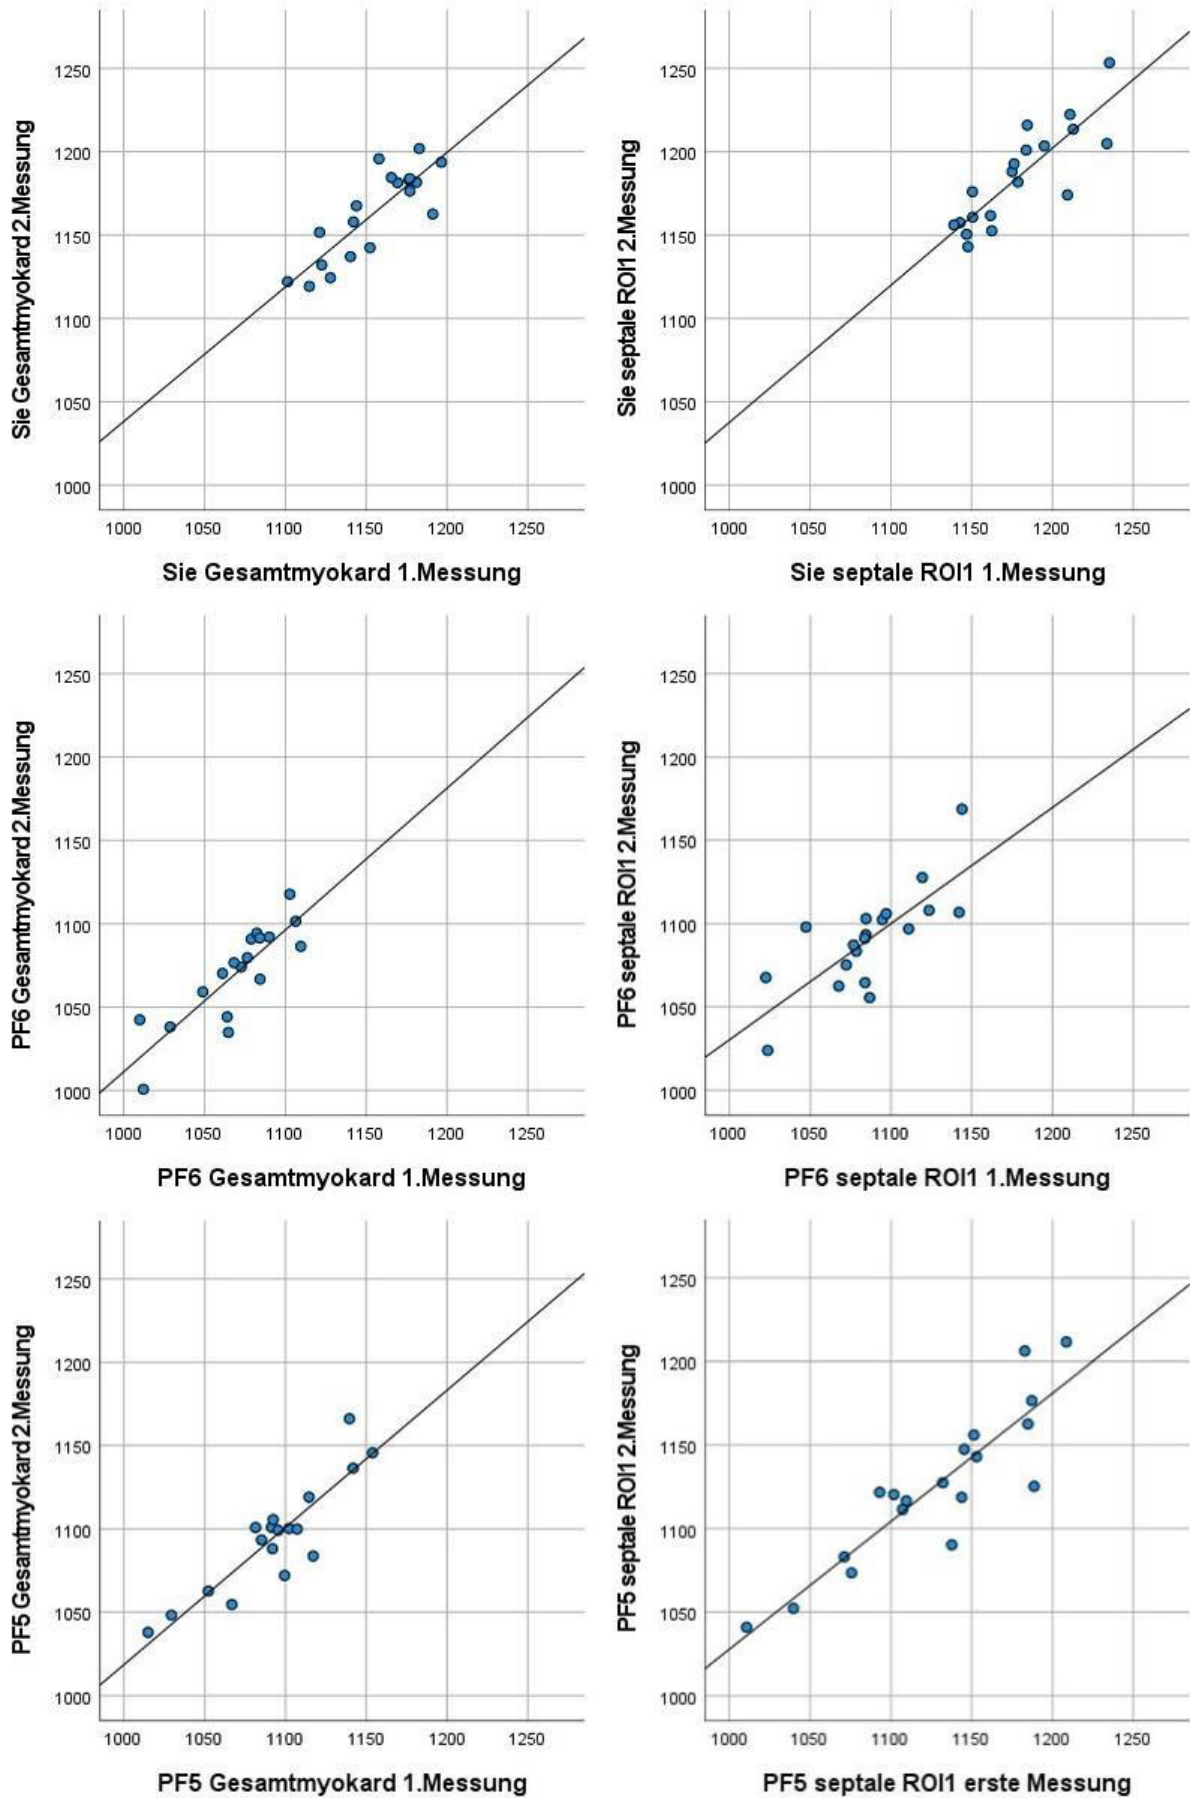 1250
1200
1150
1100
1050
1000
Sie Gesamtmyokard 2.Messung
1000 1050 1100 1150 1200 1250
Sie Gesamtmyokard 1.Messung
1250
1200
1150
1100
1050
1000
Sie septale ROI1 2.Messung
1000 1050 1100 1150 1200 1250
Sie septale ROI1 1.Messung
1250
1200
1150
1100
1050
1000
PF6 Gesamtmyokard 2.Messung
1000 1050 1100 1150 1200 1250
PF6 Gesamtmyokard 1.Messung
1250
1200
1150
1100
1050
1000
PF6 septale ROI1 2.Messung
1000 1050 1100 1150 1200 1250
PF6 septale ROI1 1.Messung
1250
1200
1150
1100
1050
1000
PF5 Gesamtmyokard 2.Messung
1000 1050 1100 1150 1200 1250
PF5 Gesamtmyokard 1.Messung
1250
1200
1150
1100
1050
1000
PF5 septale ROI1 2.Messung
1000 1050 1100 1150 1200 1250
PF5 septale ROI1 erste Messung